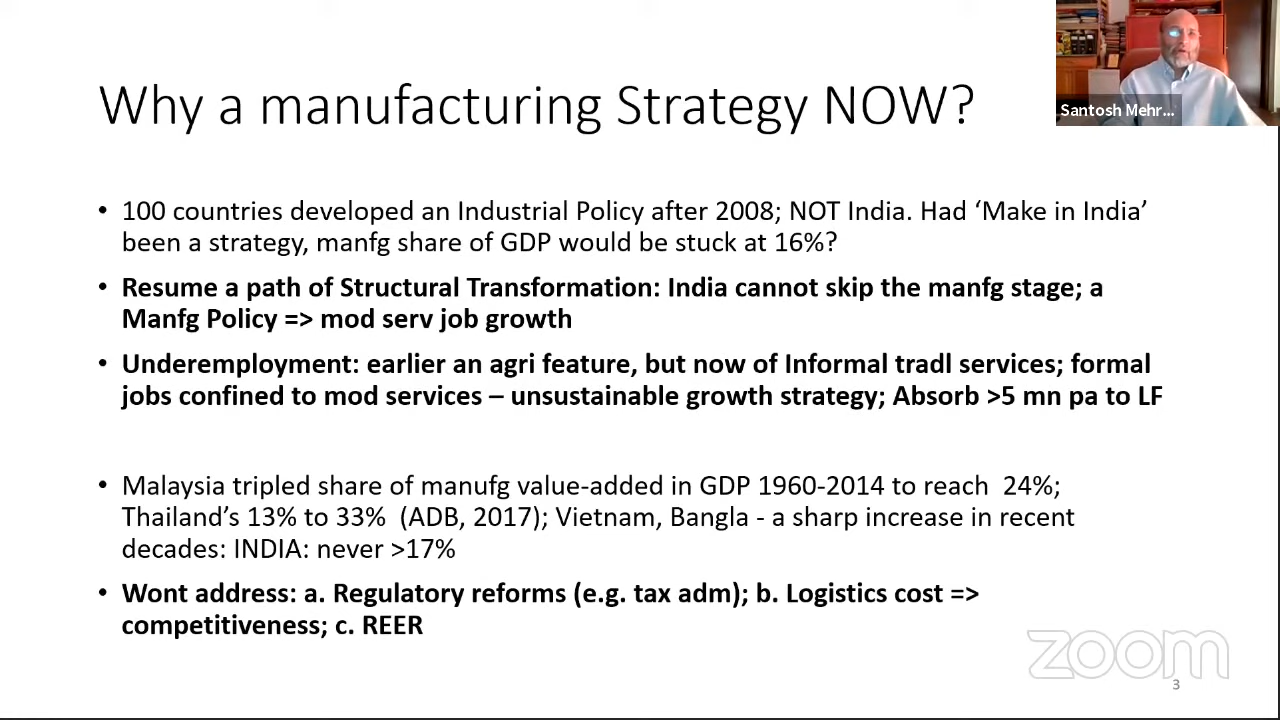 Why a manufacturing Strategy NOW?
Santosh Mehr...
• 100 countries developed an Industrial Policy after 2008; NOT India. Had ‘Make in India’
been a strategy, manfg share of GDP would be stuck at 16%?
• Resume a path of Structural Transformation: India cannot skip the manfg stage; a
Manfg Policy => mod serv job growth
• Underemployment: earlier an agri feature, but now of Informal tradl services; formal
jobs confined to mod services – unsustainable growth strategy; Absorb >5 mn pa to LF
• Malaysia tripled share of manufg value-added in GDP 1960-2014 to reach 24%;
Thailand’s 13% to 33% (ADB, 2017); Vietnam, Bangla - a sharp increase in recent
decades: INDIA: never >17%
• Wont address: a. Regulatory reforms (e.g. tax adm); b. Logistics cost =>
competitiveness; c. REER
zoom
3